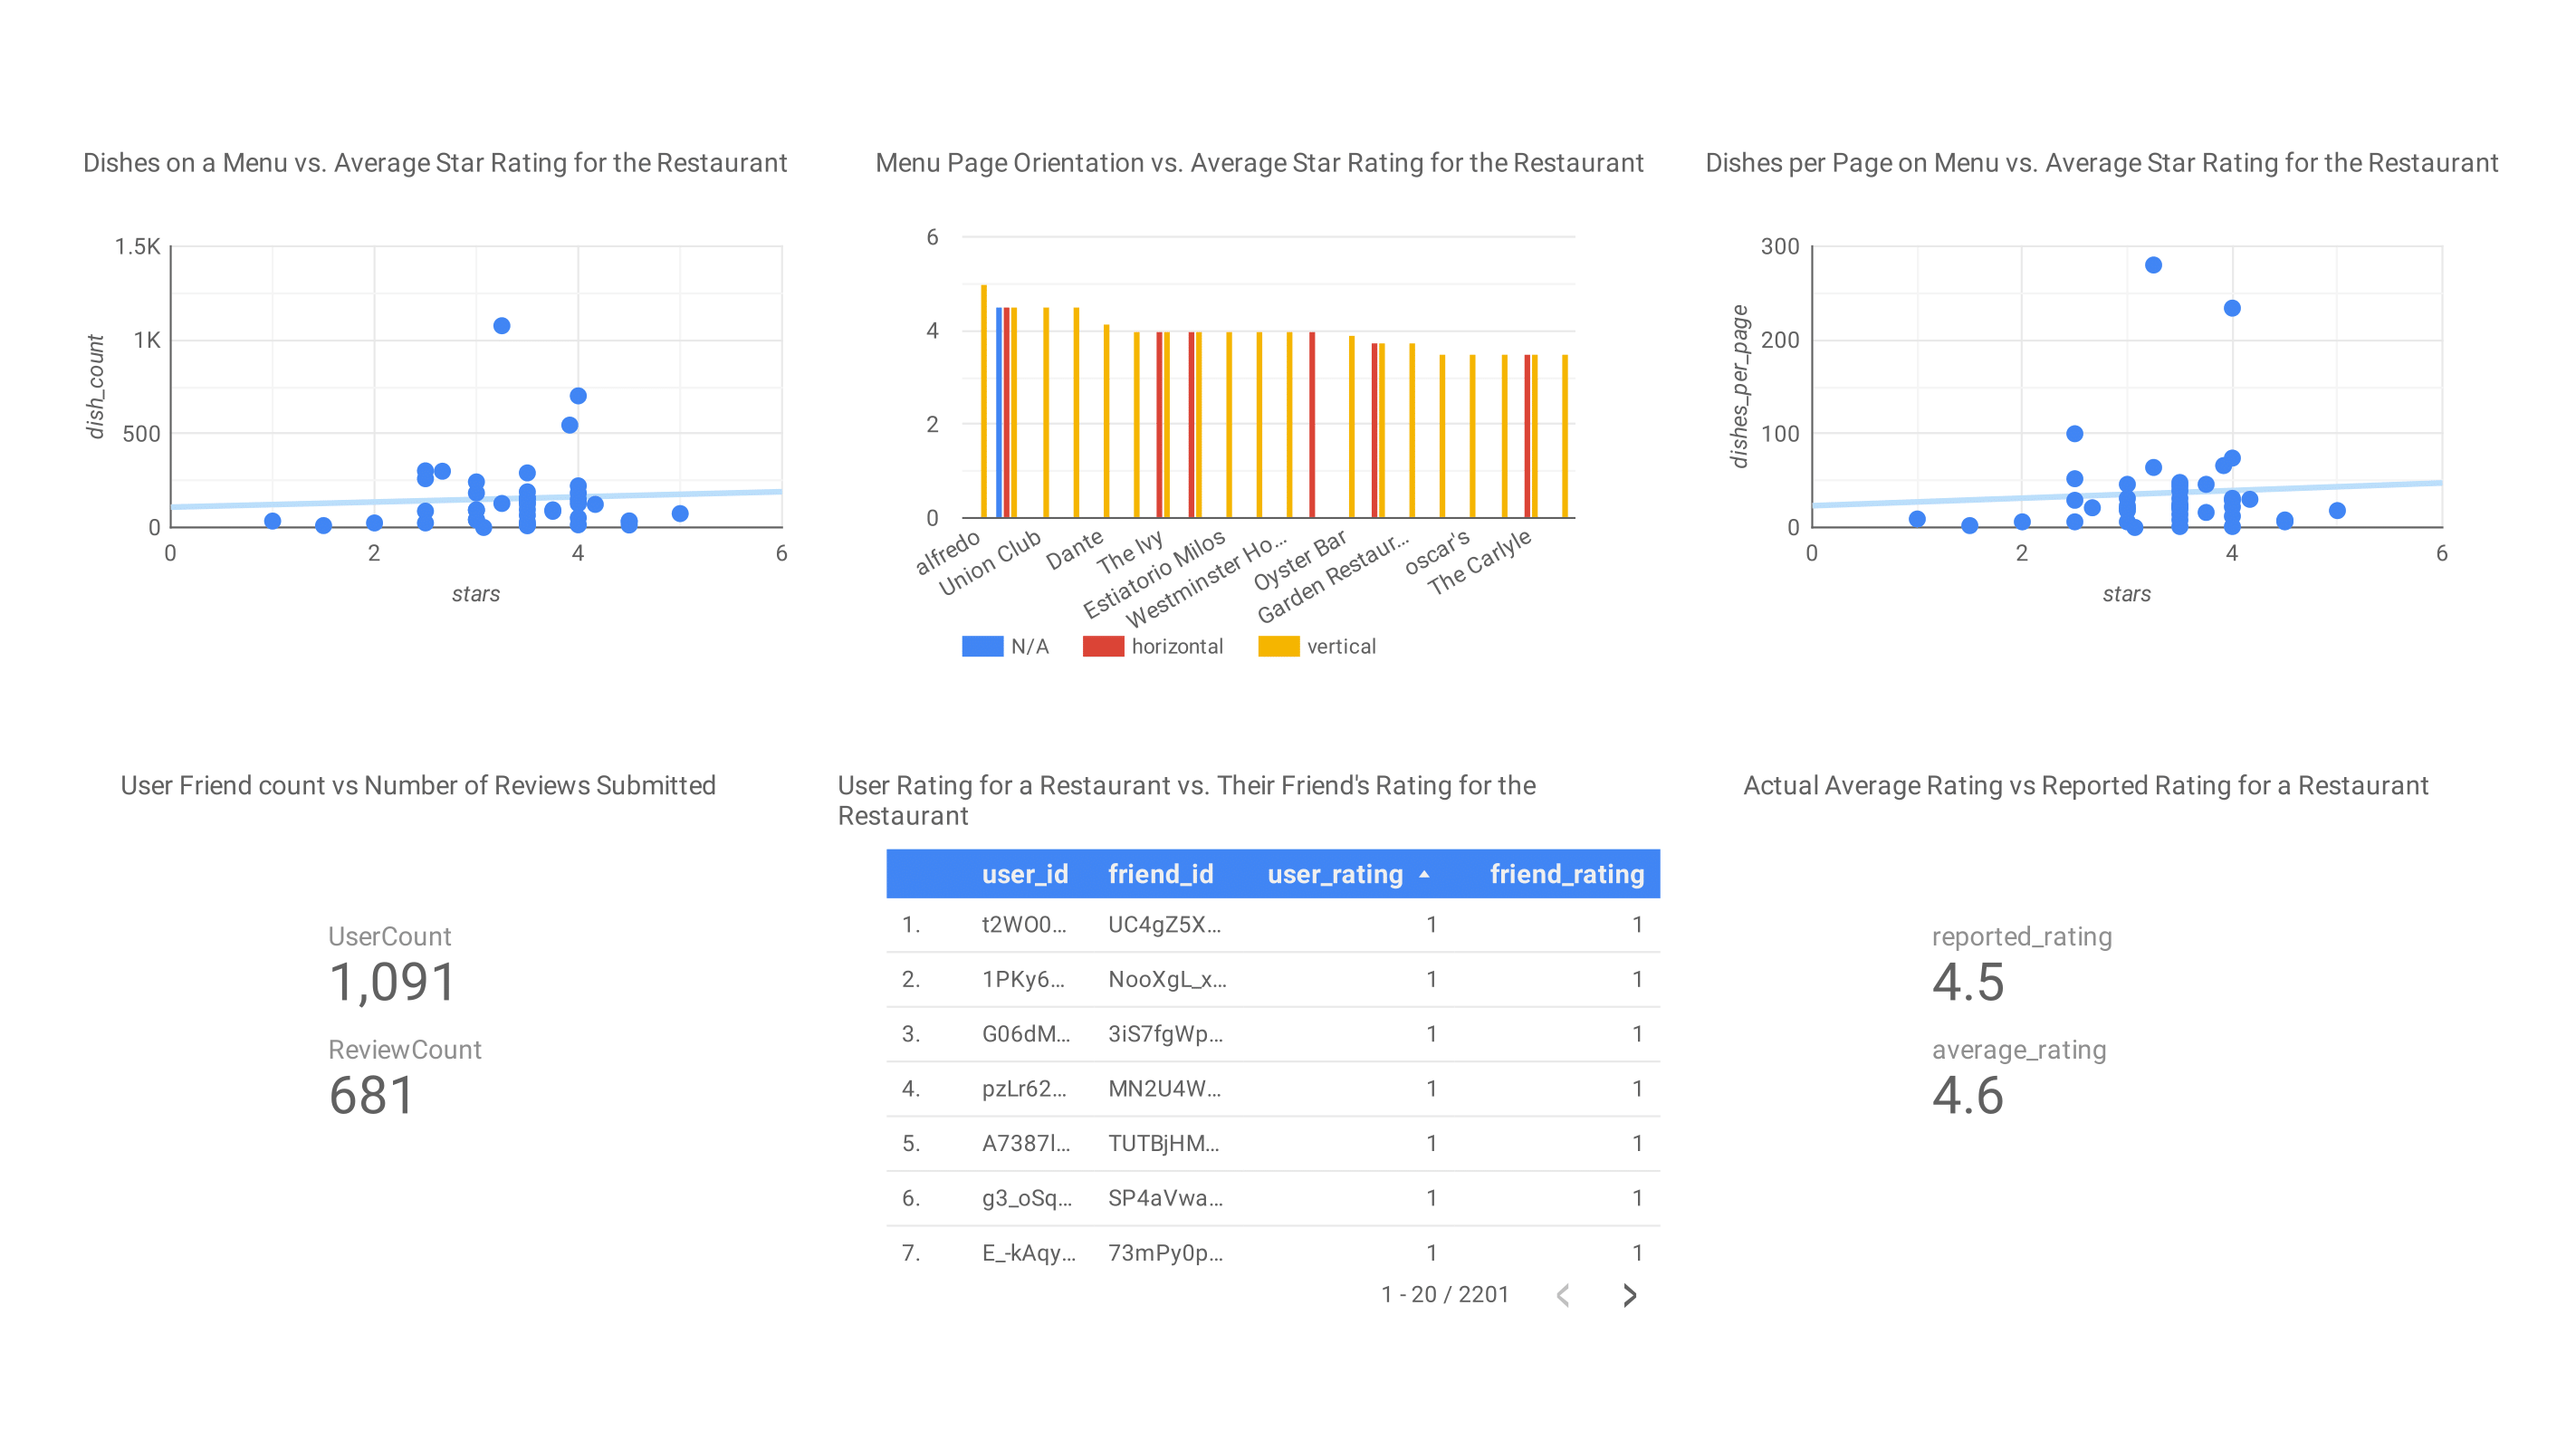 Dishes on a Menu vs. Average Star Rating for the Restaurant
1.5K
1K
500
0
dish_count
0 2 4 6
stars
Menu Page Orientation vs. Average Star Rating for the Restaurant
6
4
2
0
alfredo
Union Club
Dante
The Ivy
Estiatorio Milos
Westminster Ho...
Oyster Bar
Garden Restaur...
oscar's
The Carlyle
N/A horizontal vertical
Dishes per Page on Menu vs. Average Star Rating for the Restaurant
300
200
100
0
dishes_per_page
0 2 4 6
stars
User Friend count vs Number of Reviews Submitted
UserCount
1,091
ReviewCount
681
User Rating for a Restaurant vs. Their Friend's Rating for the
Restaurant
user_id friend_id user_rating friend_rating
1. t2WO0... UC4gZ5X... 1 1
2. 1PKy6... NooXgL_x... 1 1
3. G06dM... 3iS7fgWp... 1 1
4. pzLr62... MN2U4W... 1 1
5. A7387l... TUTBjHM... 1 1
6. g3_oSq... SP4aVwa... 1 1
7. E_-kAqy... 73mPy0p... 1 1
1 - 20 / 2201
Actual Average Rating vs Reported Rating for a Restaurant
reported_rating
4.5
average_rating
4.6